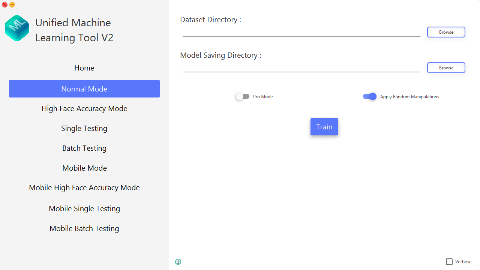 Unified Machine
Learning Tool V2
Home
Normal Mode
High Face Accuracy Mode
Single Testing
Batch Testing
Mobile Mode
Mobile High Face Accuracy Mode
Mobile Single Testing
Mobile Batch Testing
Dataset Directory :
Browse
Model Saving Directory :
Browse
Pro Mode
Apply Random Manipulations
Train
Verbose